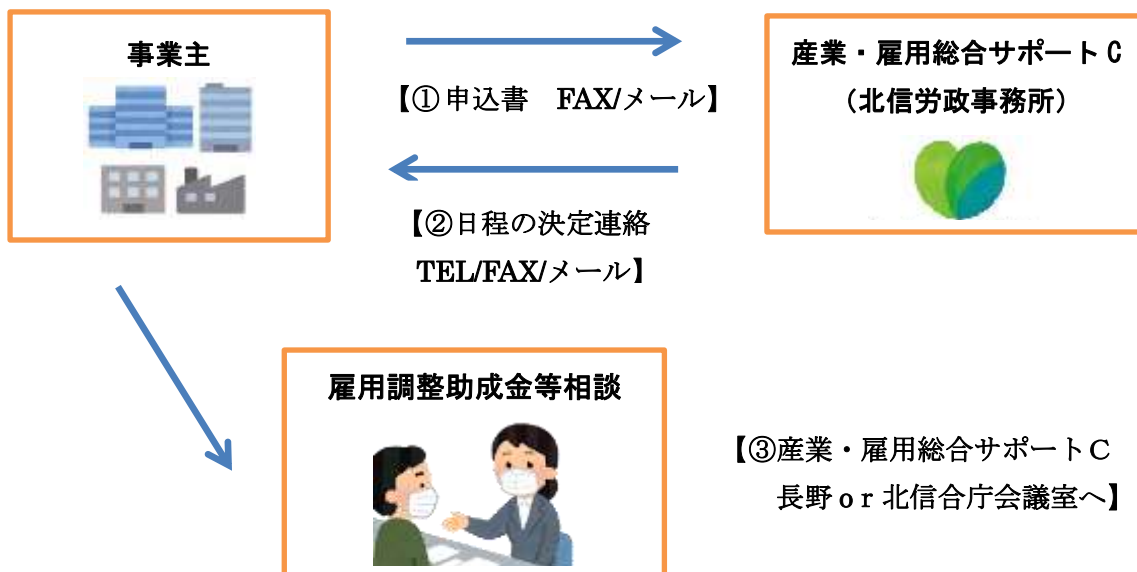 事業主
【①申込書　FAX/メール】
産業・雇用総合サポートC
（北信労政事務所）
【②日程の決定連絡
TEL/FAX/メール】
雇用調整助成金等相談
【③産業・雇用総合サポートＣ
長野ｏｒ北信合庁会議室へ】